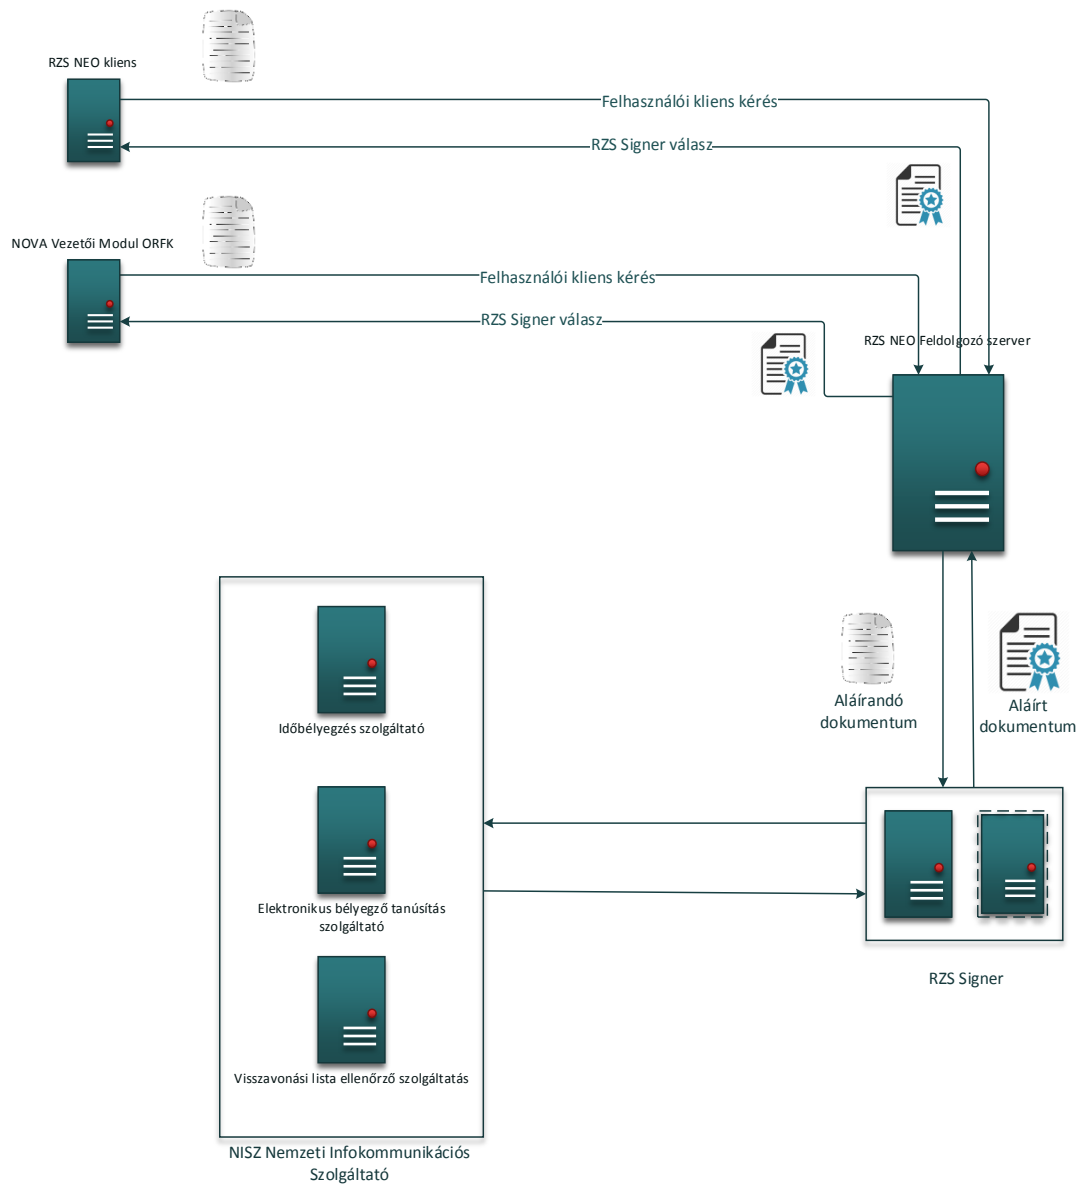 RZS NEO kliens
Felhasználói kliens kérés
RZS Signer válasz
NOVA Vezetői Modul ORFK
Felhasználói kliens kérés
RZS Signer válasz
RZS NEO Feldolgozó szerver
Aláírandó
dokumentum
Aláírt
dokumentum
Időbélyegzés szolgáltató
Elektronikus bélyegző tanúsítás
szolgáltató
RZS Signer
Visszavonási lista ellenőrző szolgáltatás
NISZ Nemzeti Infokommunikációs
Szolgáltató